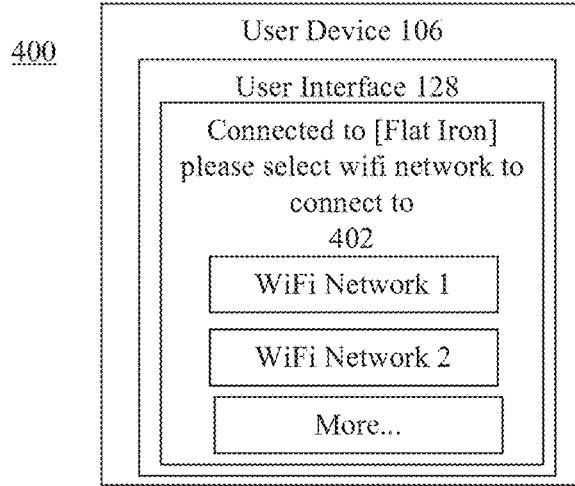 400
User Device 106
User Interface 128
Connected to [Flat Iron]
please select wifi network to
connect to
402
WiFi Network 1
WiFi Network 2
More...